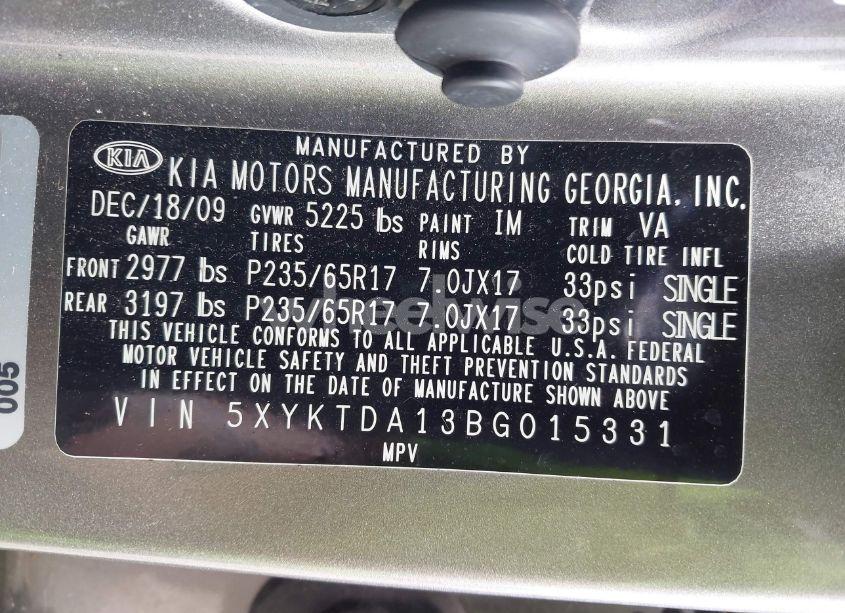 MANUFACTURED BY
KIA KIA MOTORS MANUFACTURING GEORGIA, INC.
DEC/18/09 GVWR 5225 lbs PAINT IM TRIM VA
GAWR TIRES RIMS COLD TIRE INFL
FRONT 2977 lbs P235/65R17 7.0JX17 33psi SINGLE
REAR 3197 lbs P235/65R17 7.0JX17 33psi SINGLE
THIS VEHICLE CONFORMS TO ALL APPLICABLE U.S.A. FEDERAL
MOTOR VEHICLE SAFETY AND THEFT PREVENTION STANDARDS
IN EFFECT ON THE DATE OF MANUFACTURE SHOWN ABOVE
VIN 5XYKTDA13BG015331
MPV
005